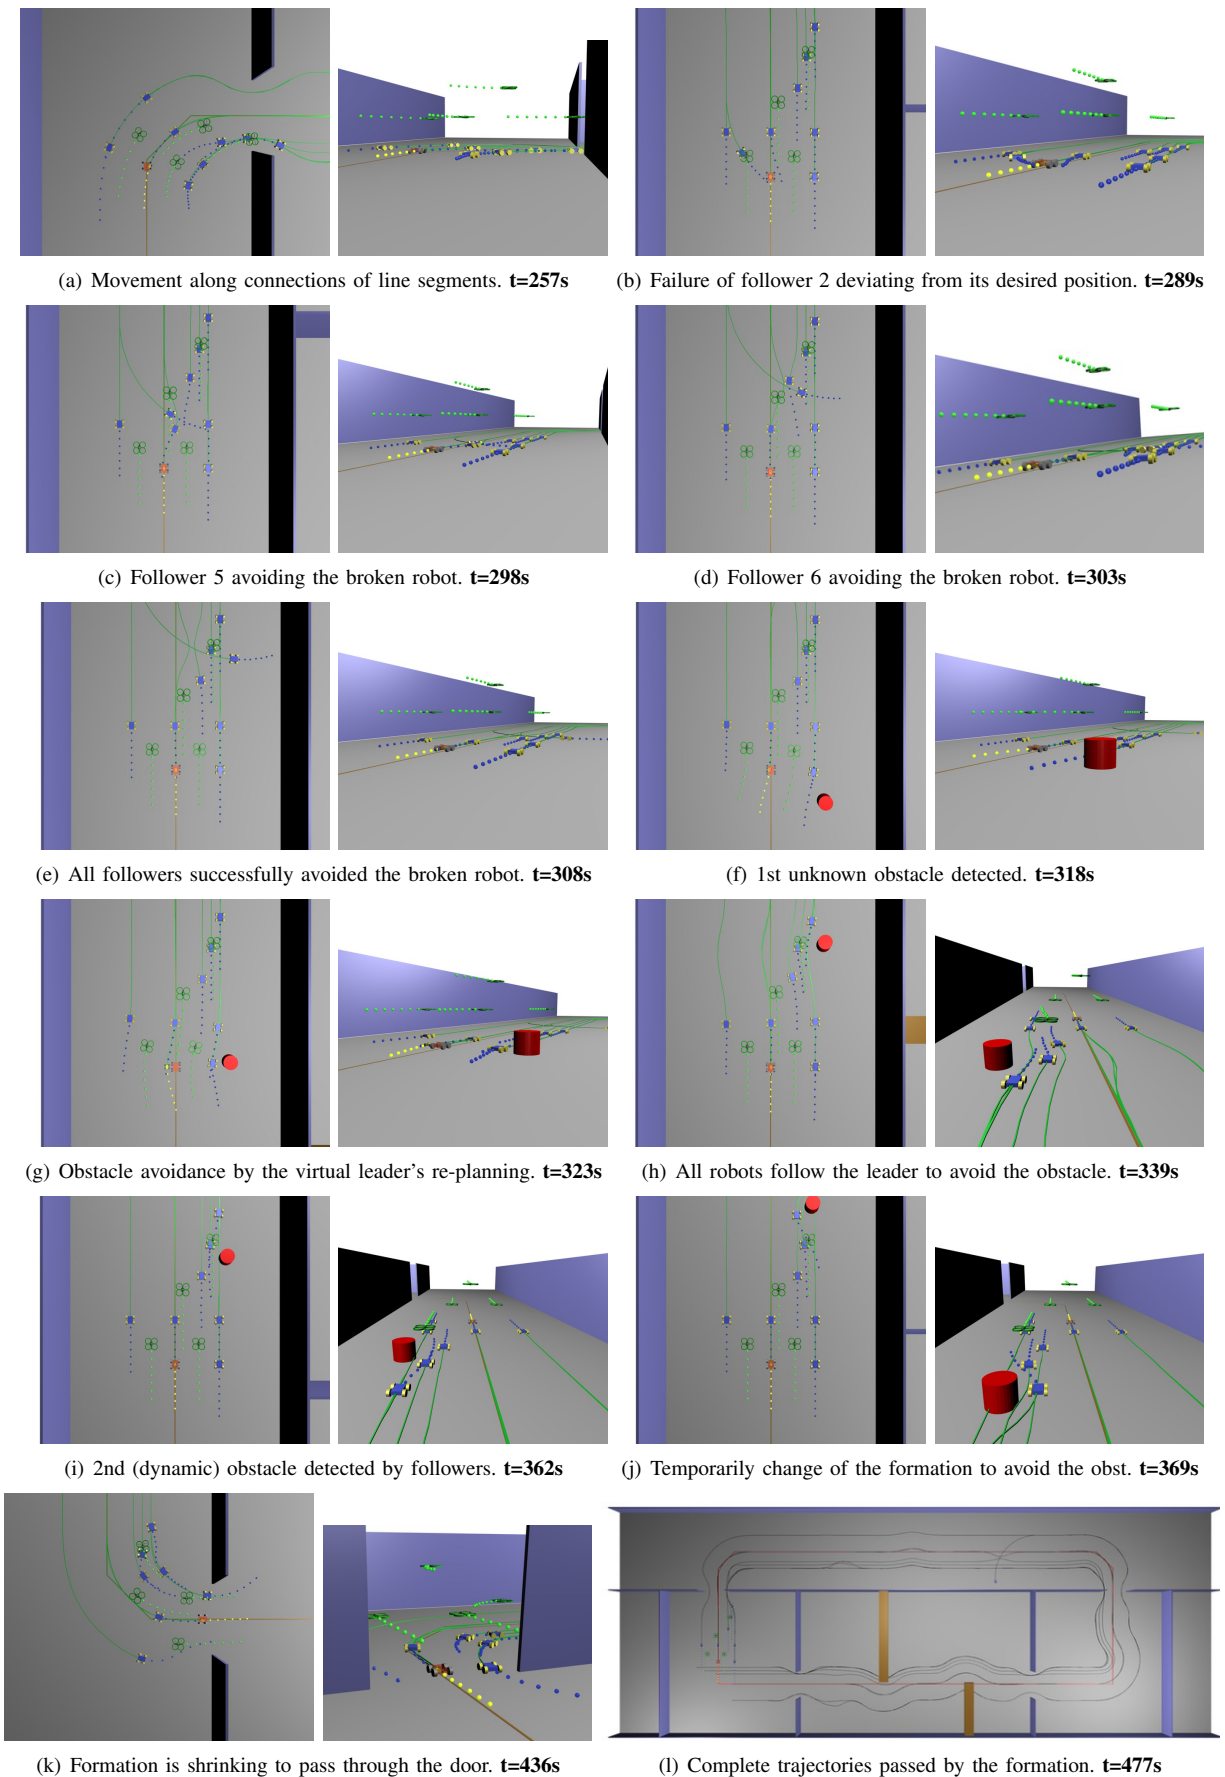 (a) Movement along connections of line segments. t=257s
(b) Failure of follower 2 deviating from its desired position. t=289s
(c) Follower 5 avoiding the broken robot. t=298s
(d) Follower 6 avoiding the broken robot. t=303s
(e) All followers successfully avoided the broken robot. t=308s
(f) 1st unknown obstacle detected. t=318s
(g) Obstacle avoidance by the virtual leader's re-planning. t=323s
(h) All robots follow the leader to avoid the obstacle. t=339s
(i) 2nd (dynamic) obstacle detected by followers. t=362s
(j) Temporarily change of the formation to avoid the obst. t=369s
(k) Formation is shrinking to pass through the door. t=436s
(l) Complete trajectories passed by the formation. t=477s